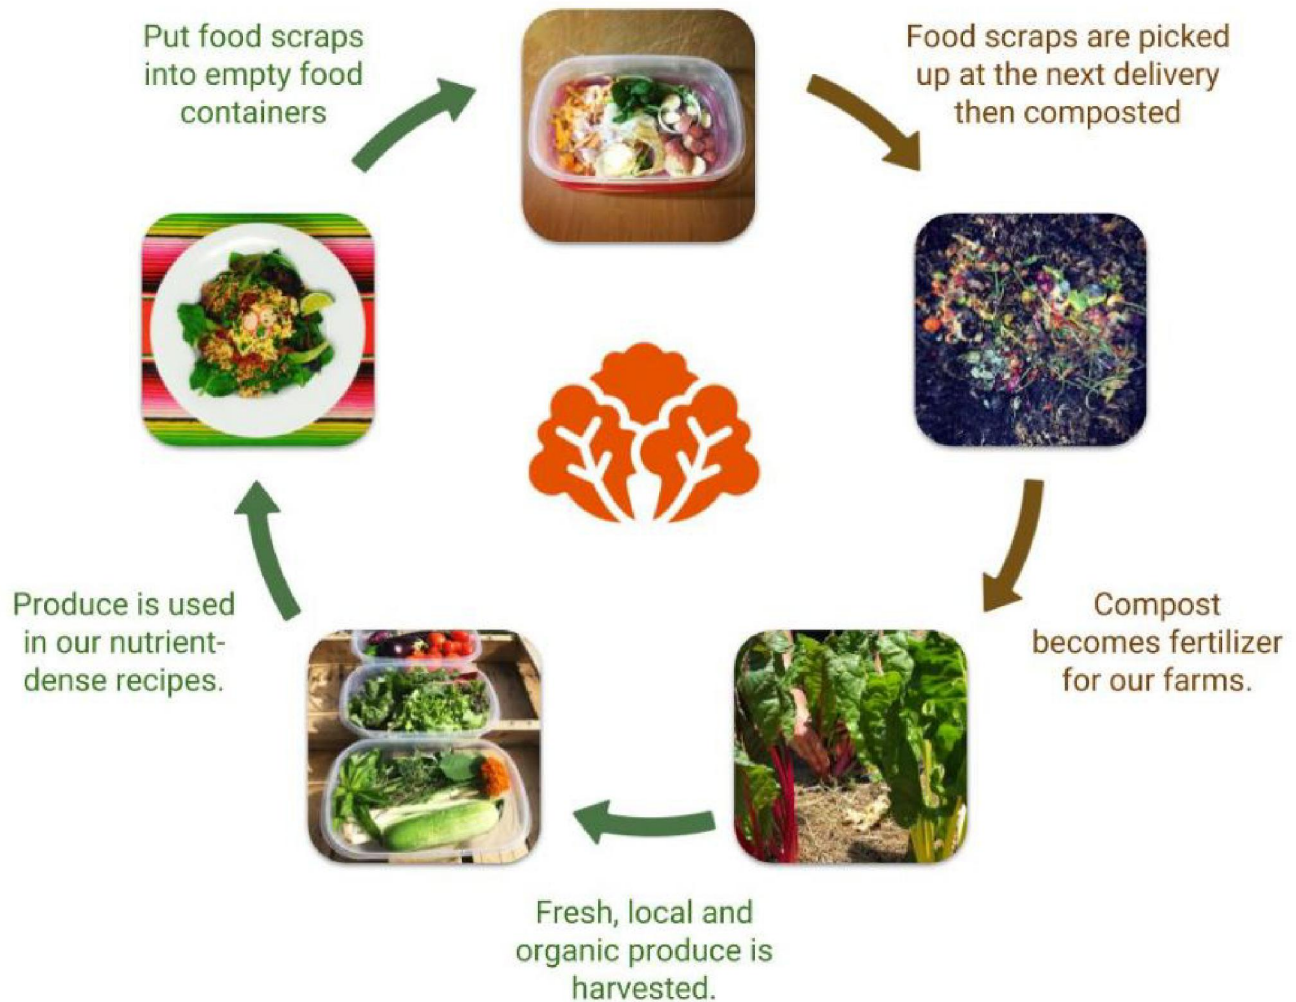 Put food scraps
into empty food
containers
Food scraps are picked
up at the next delivery
then composted
Compost
becomes fertilizer
for our farms.
Fresh, local and
organic produce is
harvested.
Produce is used
in our nutrient-
dense recipes.